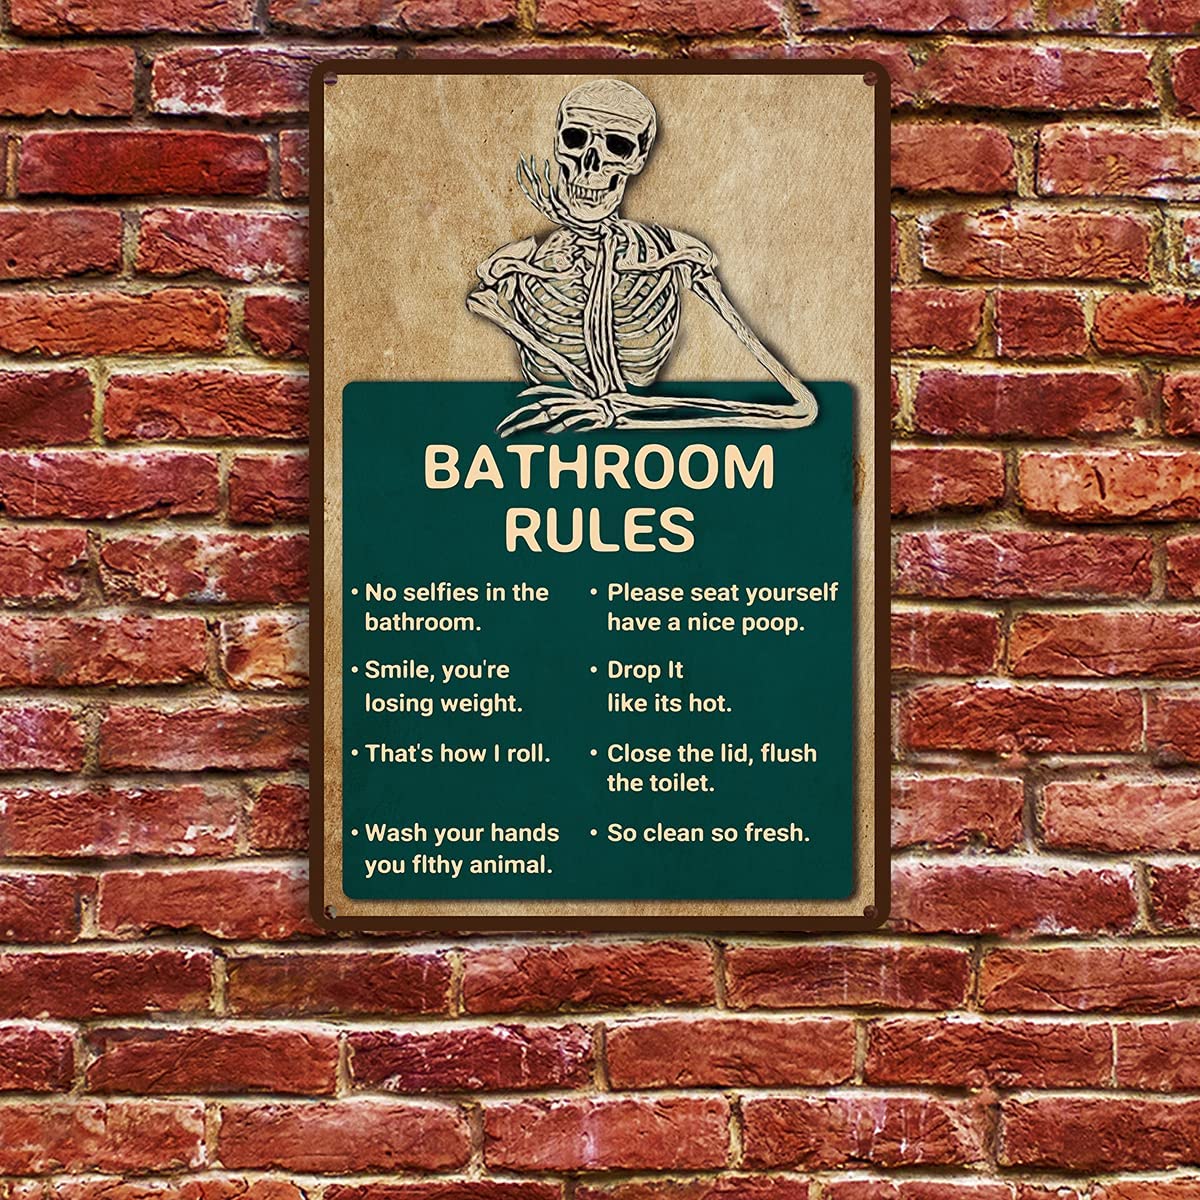 BATHROOM
RULES
• No selfies in the
bathroom.
• Smile, you're
losing weight.
• That's how I roll.
• Wash your hands
you flthy animal.
• Please seat yourself
have a nice poop.
• Drop It
like its hot.
• Close the lid, flush
the toilet.
• So clean so fresh.